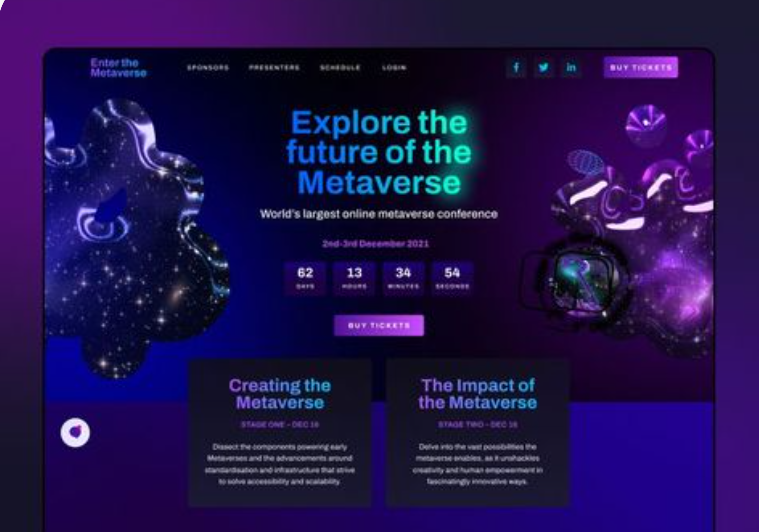 Enter the
Metaverse
SPONSORS PRESENTERS SCHEDULE LOGIN
f in BUY TICKETS
Explore the
future of the
Metaverse
World's largest online metaverse conference
2nd-3rd December 2021
62 13 34 54
DAYS HOURS MINUTES SECONDS
BUY TICKETS
Creating the
Metaverse
STAGE ONE – DEC 16
Dissect the components powering early
Metaverses and the advancements around
standardisation and infrastructure that strive
to solve accessibility and scalability.
The Impact of
the Metaverse
STAGE TWO – DEC 16
Delve into the vast possibilities the
metaverse enables, as it unshackles
creativity and human empowerment in
fascinatingly innovative ways.